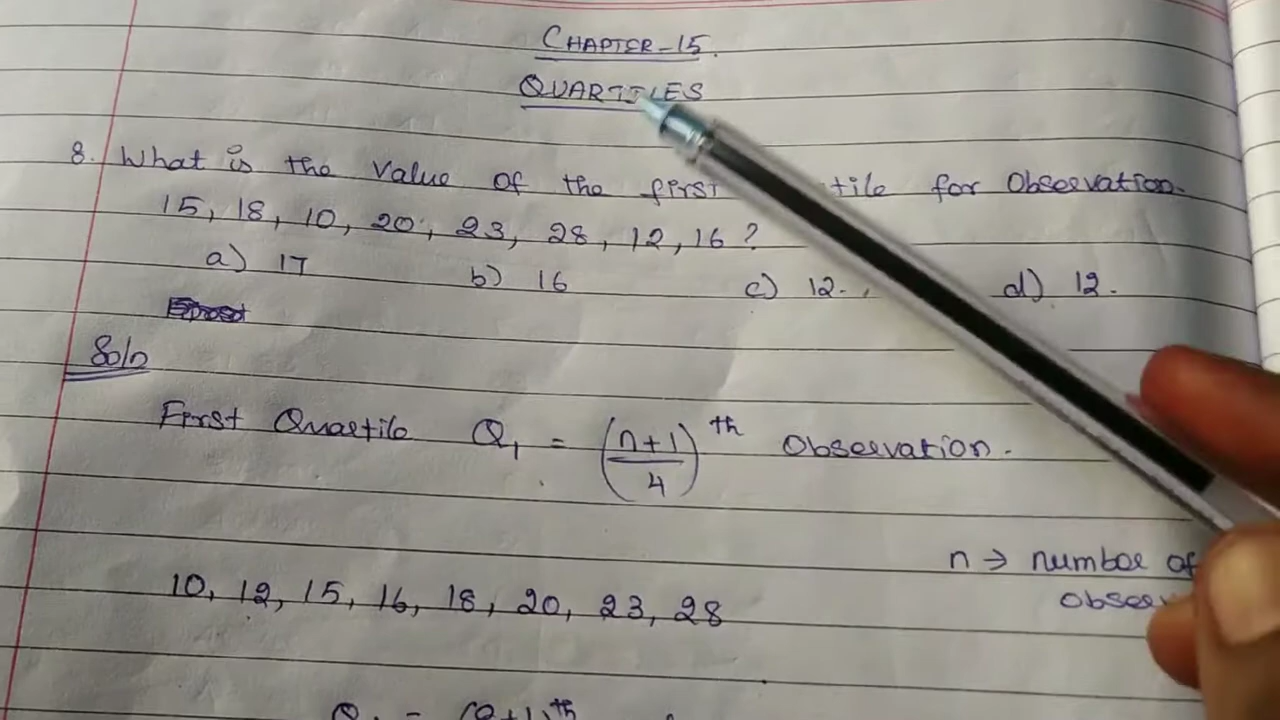 CHAPTER-15.
QUARTILES
8. What is the Value of the first tile for Observation.
15, 18, 10, 20, 23, 28, 12, 16 ?
a) 17 b) 16 c) 12. d) 12.
Soln
First Quartile Q1 = (n+1/4)th Observation.
n → number of
10, 12, 15, 16, 18, 20, 23, 28